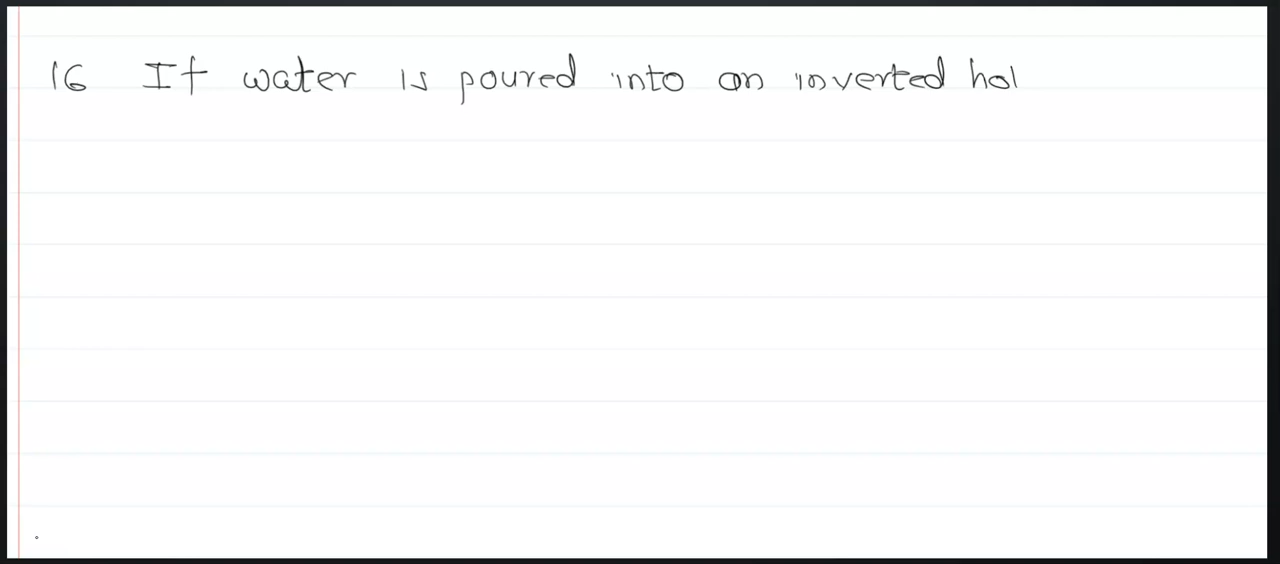 16 If water is poured into an inverted hol